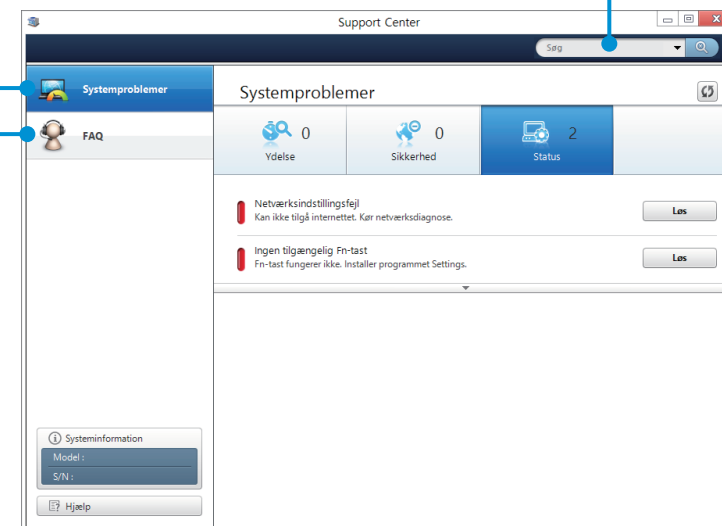 Support Center
Søg
Systemproblemer
FAQ
Systemproblemer
0
Ydelse
0
Sikkerhed
2
Status
Netværksindstillingsfejl
Kan ikke tilgå internettet. Kør netværksdiagnose.
Løs
Ingen tilgængelig Fn-tast
Fn-tast fungerer ikke. Installer programmet Settings.
Løs
Systeminformation
Model :
S/N :
Hjælp